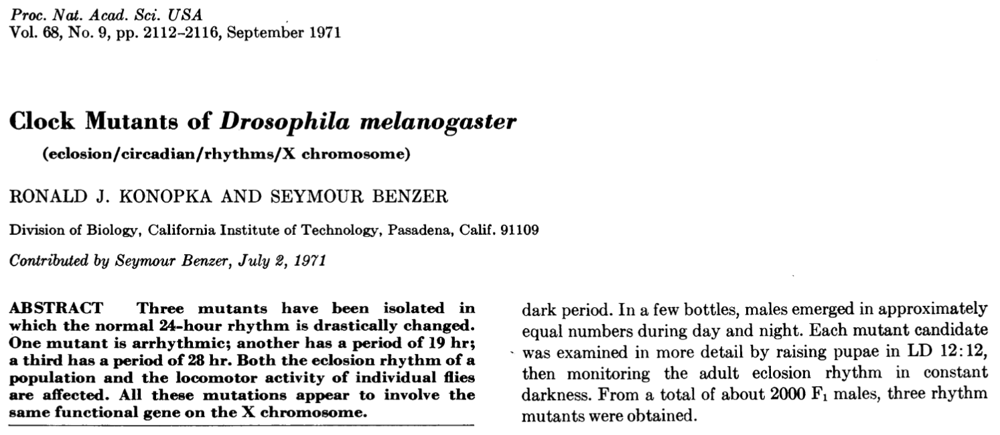 Proc. Nat. Acad. Sci. USA
Vol. 68, No. 9, pp. 2112–2116, September 1971
Clock Mutants of Drosophila melanogaster
(eclosion/circadian/rhythms/X chromosome)
RONALD J. KONOPKA AND SEYMOUR BENZER
Division of Biology, California Institute of Technology, Pasadena, Calif. 91109
Contributed by Seymour Benzer, July 2, 1971
ABSTRACT Three mutants have been isolated in
which the normal 24-hour rhythm is drastically changed.
One mutant is arrhythmic; another has a period of 19 hr;
a third has a period of 28 hr. Both the eclosion rhythm of a
population and the locomotor activity of individual flies
are affected. All these mutations appear to involve the
same functional gene on the X chromosome.
dark period. In a few bottles, males emerged in approximately
equal numbers during day and night. Each mutant candidate
was examined in more detail by raising pupae in LD 12:12,
then monitoring the adult eclosion rhythm in constant
darkness. From a total of about 2000 F₁ males, three rhythm
mutants were obtained.